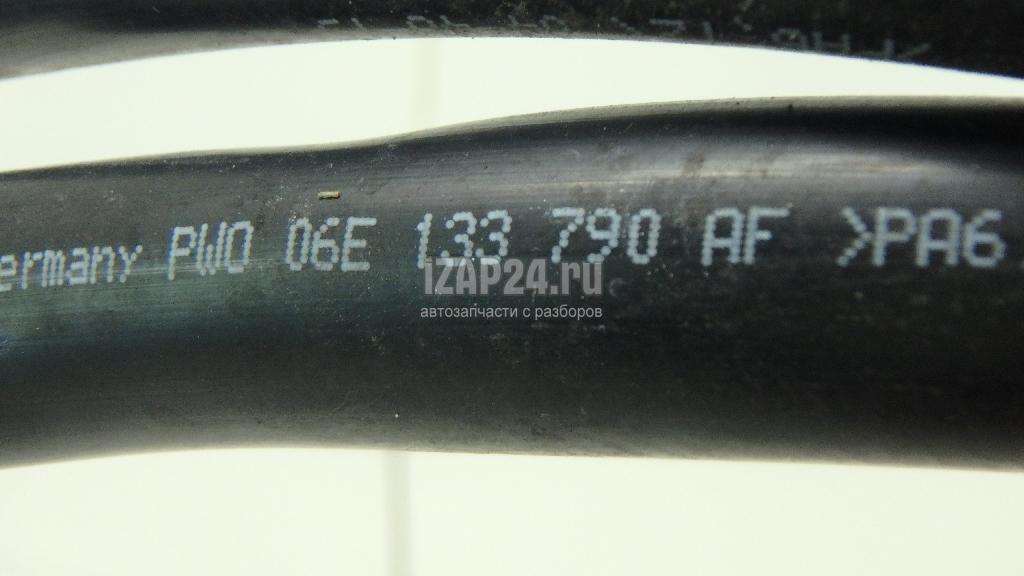 ermany PWO 06E 133 790 AF >PA6
IZAP24.ru
автозапчасти с разборов